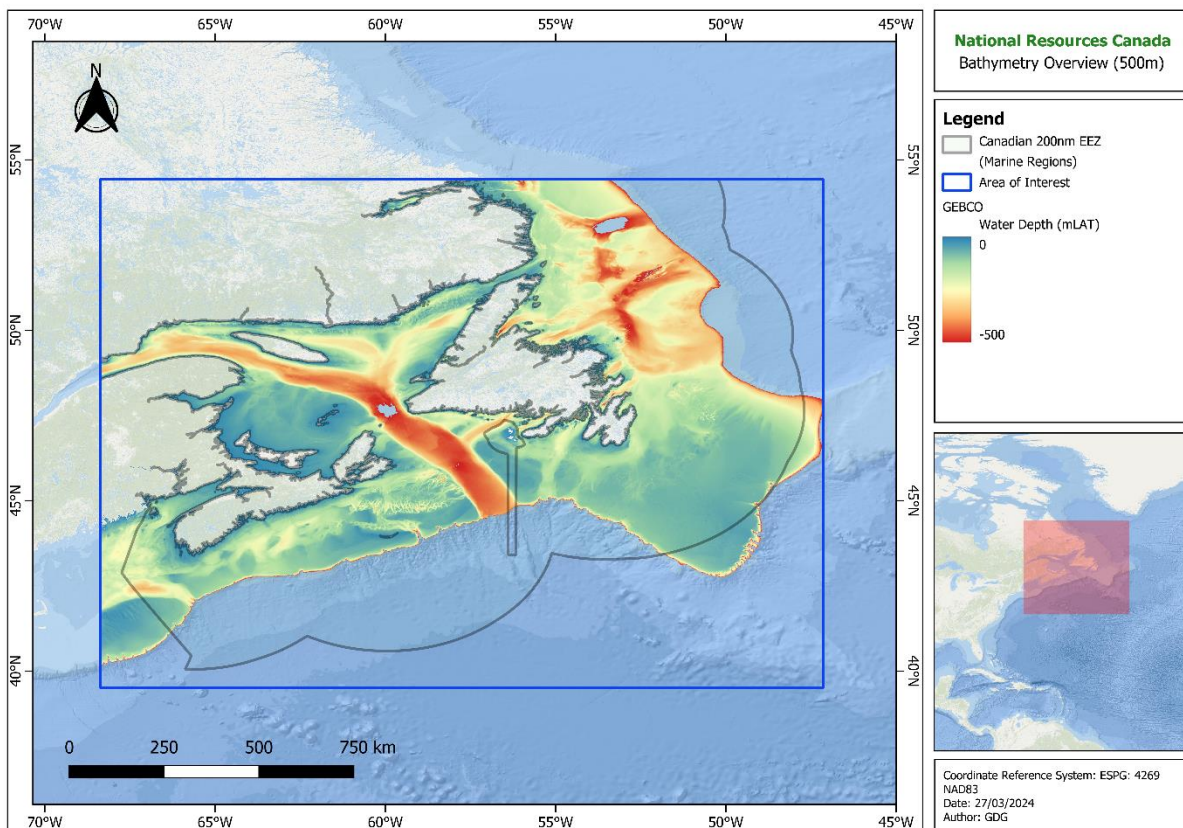 70°W 65°W 60°W 55°W 50°W 45°W
N
55°N 55°N
50°N 50°N
45°N 45°N
40°N 40°N
0 250 500 750 km
70°W 65°W 60°W 55°W 50°W 45°W
National Resources Canada
Bathymetry Overview (500m)
Legend
Canadian 200nm EEZ
(Marine Regions)
Area of Interest
GEBCO
Water Depth (mLAT)
0
-500
Coordinate Reference System: ESPG: 4269
NAD83
Date: 27/03/2024
Author: GDG